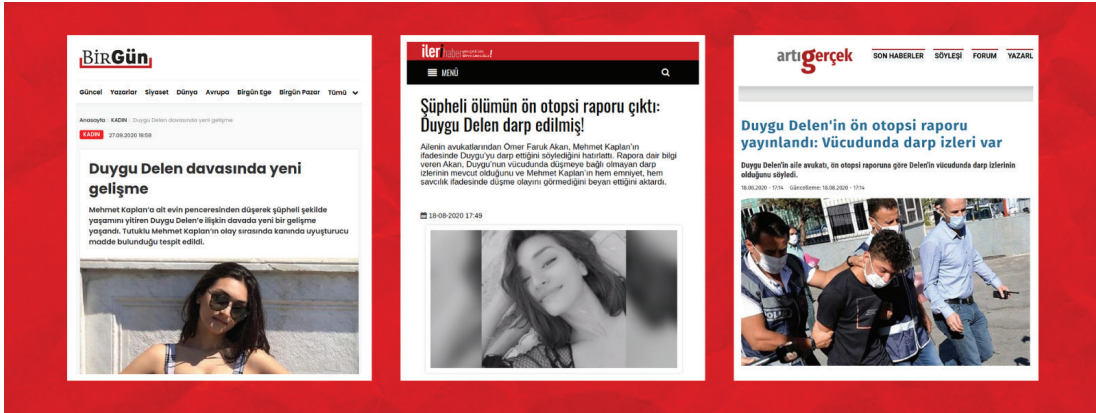 BirGün
Güncel Yazarlar Siyaset Dünya Avrupa Birgün Ege Birgün Pazar Tümü
Anasayfa KADIN Duygu Delen davasında yeni gelişme
KADIN 27.09.2020 18:59
Duygu Delen davasında yeni
gelişme
Mehmet Kaplan'a ait evin penceresinden düşerek şüpheli şekilde
yaşamını yitiren Duygu Delen'e ilişkin davada yeni bir gelişme
yaşandı. Tutuklu Mehmet Kaplan'ın olay sırasında kanında uyuşturucu
madde bulunduğu tespit edildi.
ileri haber
MENÜ
Şüpheli ölümün ön otopsi raporu çıktı:
Duygu Delen darp edilmiş!
Ailenin avukatlarından Ömer Faruk Akan, Mehmet Kaplan'ın
ifadesinde Duygu'yu darp ettiğini söylediğini hatırlattı. Rapora dair bilgi
veren Akan, Duygu'nun vücudunda düşmeye bağlı olmayan darp
izlerinin mevcut olduğunu ve Mehmet Kaplan'ın hem emniyet, hem
savcılık ifadesinde düşme olayını görmediğini beyan ettiğini aktardı.
18-08-2020 17:49
artıgerçek
SON HABERLER SÖYLEŞİ FORUM YAZARL
Duygu Delen'in ön otopsi raporu
yayınlandı: Vücudunda darp izleri var
Duygu Delen'in aile avukatı, ön otopsi raporuna göre Delen'in vücudunda darp izlerinin
olduğunu söyledi.
18.08.2020 - 17:14 Güncelleme: 18.08.2020 - 17:14